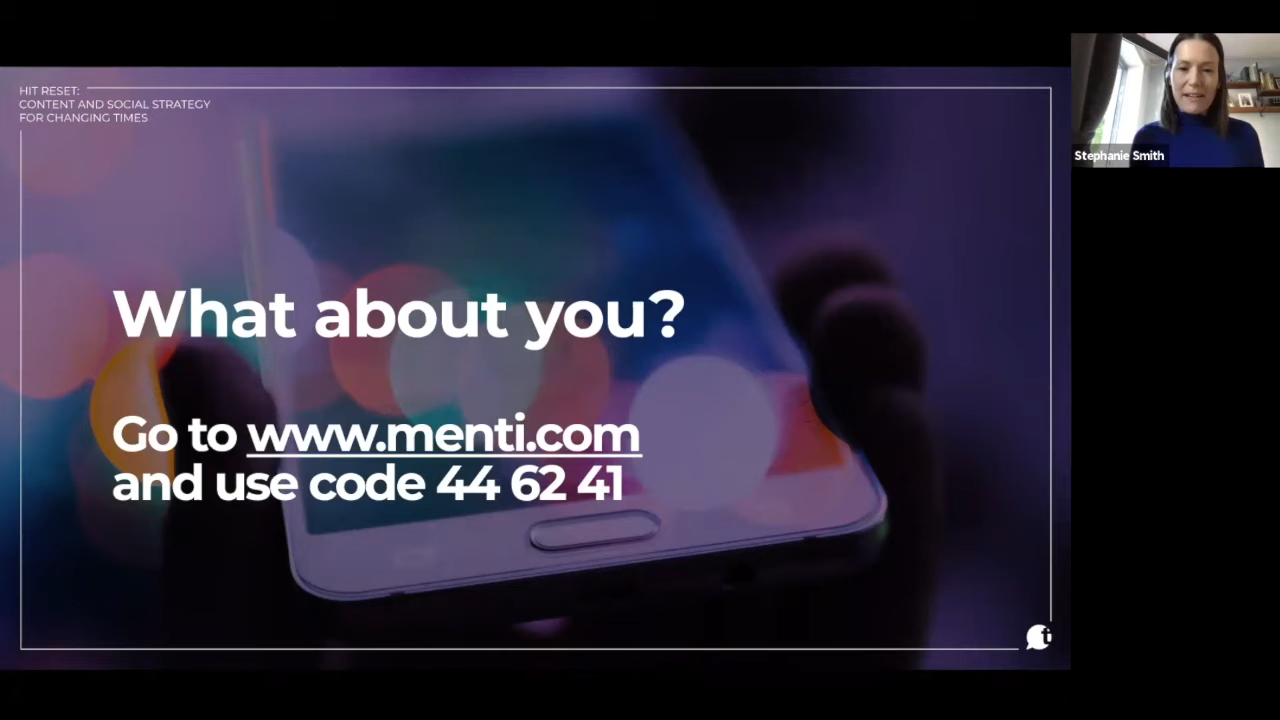 HIT RESET:
CONTENT AND SOCIAL STRATEGY
FOR CHANGING TIMES
Stephanie Smith
What about you?
Go to www.menti.com
and use code 44 62 41
t